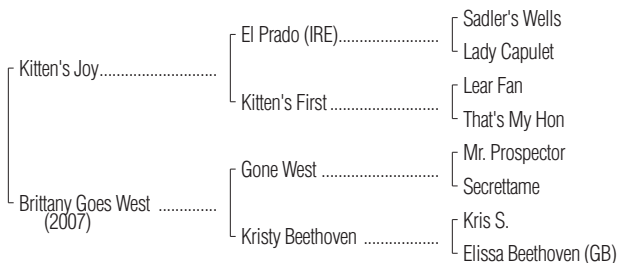 Sadler's Wells
El Prado (IRE)........................
Lady Capulet
Kitten's Joy............................
Lear Fan
Kitten's First ..........................
That's My Hon
Mr. Prospector
Gone West ............................
Secrettame
Brittany Goes West ..............
(2007)
Kris S.
Kristy Beethoven ..................
Elissa Beethoven (GB)